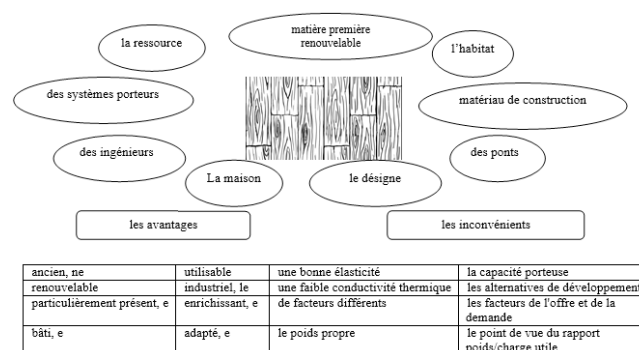 matière première
renouvelable
la ressource
l'habitat
des systèmes porteurs
matériau de construction
des ingénieurs
des ponts
La maison
le désigne
les avantages
les inconvénients
ancien, ne utilisable une bonne élasticité la capacité porteuse
renouvelable industriel, le une faible conductivité thermique les alternatives de développement
particulièrement présent, e enrichissant, e de facteurs différents les facteurs de l'offre et de la
demande
bâti, e adapté, e le poids propre le point de vue du rapport
poids/charge utile